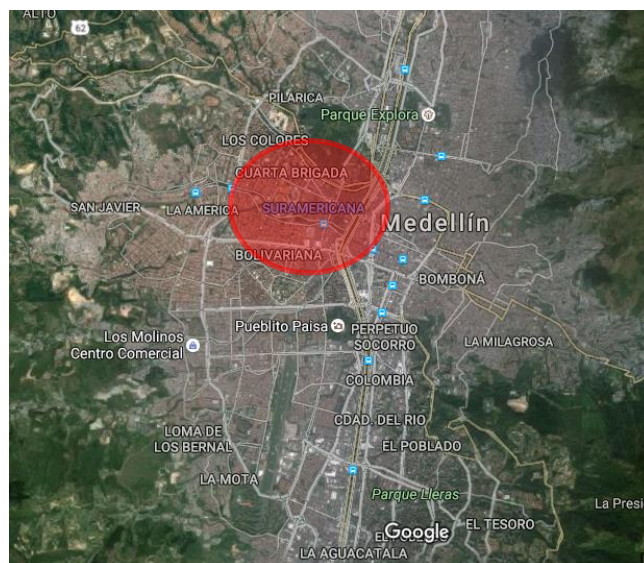 ALTO
62
PILARICA
Parque Explora
LOS COLORES
CUARTA BRIGADA
SAN JAVIER
LA AMERICA
SURAMERICANA
Medellín
BOLIVARIANA
BOMBONÁ
Pueblito Paisa
PERPETUO
SOCORRO
Los Molinos
Centro Comercial
LA MILAGROSA
COLOMBIA
CDAD. DEL RIO
LOMA DE
LOS BERNAL
EL POBLADO
LA MOTA
Parque Lleras
La Presi
Google
EL TESORO
LA AGUACATALA